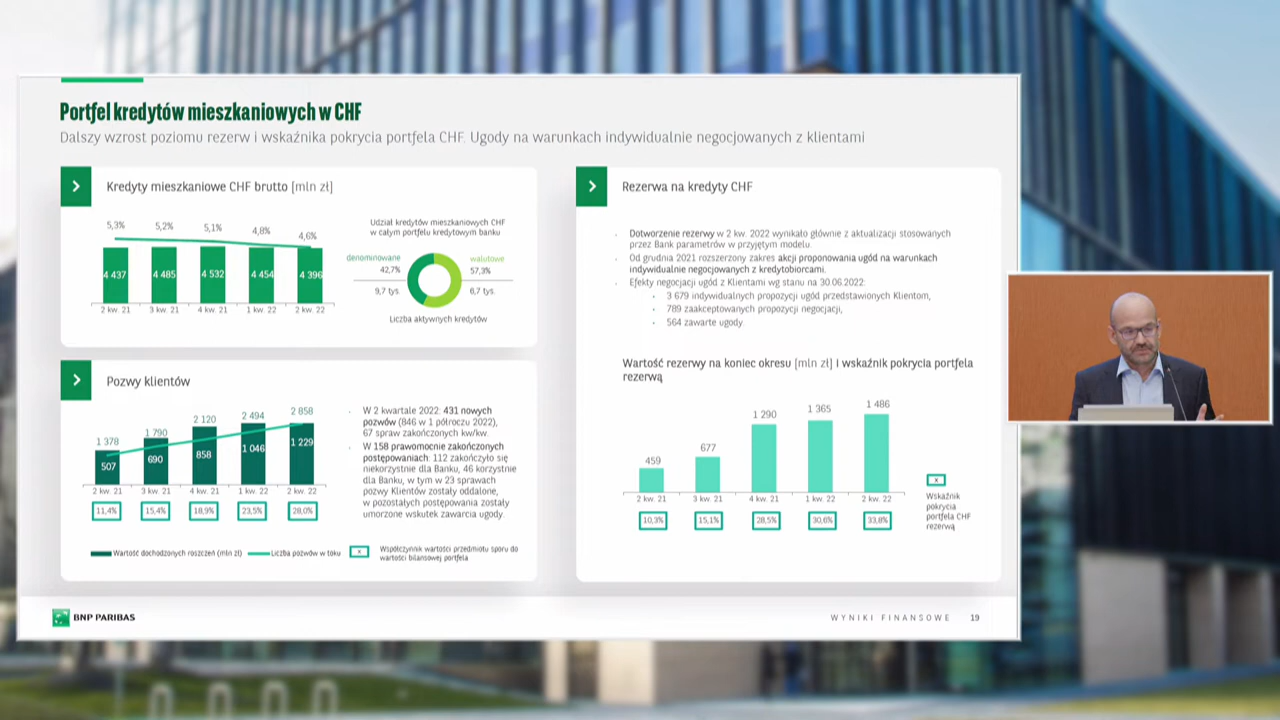 Portfel kredytów mieszkaniowych w CHF
Dalszy wzrost poziomu rezerw i wskaźnika pokrycia portfela CHF. Ugody na warunkach indywidualnie negocjowanych z klientami
Kredyty mieszkaniowe CHF brutto [mln zł]
5,3% 5,2% 5,1% 4,8% 4,6%
4 437 4 485 4 532 4 454 4 396
2 kw. 21 3 kw. 21 4 kw. 21 1 kw. 22 2 kw. 22
Udział kredytów mieszkaniowych CHF
w całym portfelu kredytowym banku
denominowane walutowe
42,7% 57,3%
9,7 tys. 6,7 tys.
Liczba aktywnych kredytów
Pozwy klientów
1 378 1 790 2 120 2 494 2 858
507 690 858 1 046 1 229
2 kw. 21 3 kw. 21 4 kw. 21 1 kw. 22 2 kw. 22
11,4% 15,4% 18,9% 23,5% 28,0%
Wartość dochodzonych roszczeń (mln zł) Liczba pozwów w toku
x Współczynnik wartości przedmiotu sporu do
wartości bilansowej portfela
W 2 kwartale 2022: 431 nowych
pozwów (846 w 1 półroczu 2022),
67 spraw zakończonych kw/kw.
W 158 prawomocnie zakończonych
postępowaniach: 112 zakończyło się
niekorzystnie dla Banku, 46 korzystnie
dla Banku, w tym w 23 sprawach
pozwy Klientów zostały oddalone,
w pozostałych postępowania zostały
umorzone wskutek zawarcia ugody.
Rezerwa na kredyty CHF
Dotworzenie rezerwy w 2 kw. 2022 wynikało głównie z aktualizacji stosowanych
przez Bank parametrów w przyjętym modelu.
Od grudnia 2021 rozszerzony zakres akcji proponowania ugód na warunkach
indywidualnie negocjowanych z kredytobiorcami.
Efekty negocjacji ugód z Klientami wg stanu na 30.06.2022:
3 679 indywidualnych propozycji ugód przedstawionych Klientom,
789 zaakceptowanych propozycji negocjacji,
564 zawarte ugody
Wartość rezerwy na koniec okresu [mln zł] i wskaźnik pokrycia portfela
rezerwą
459 677 1 290 1 365 1 486
2 kw. 21 3 kw. 21 4 kw. 21 1 kw. 22 2 kw. 22
10,3% 15,1% 28,5% 30,6% 33,8%
x
Wskaźnik
pokrycia
portfela CHF
rezerwą
BNP PARIBAS
WYNIKI FINANSOWE 19